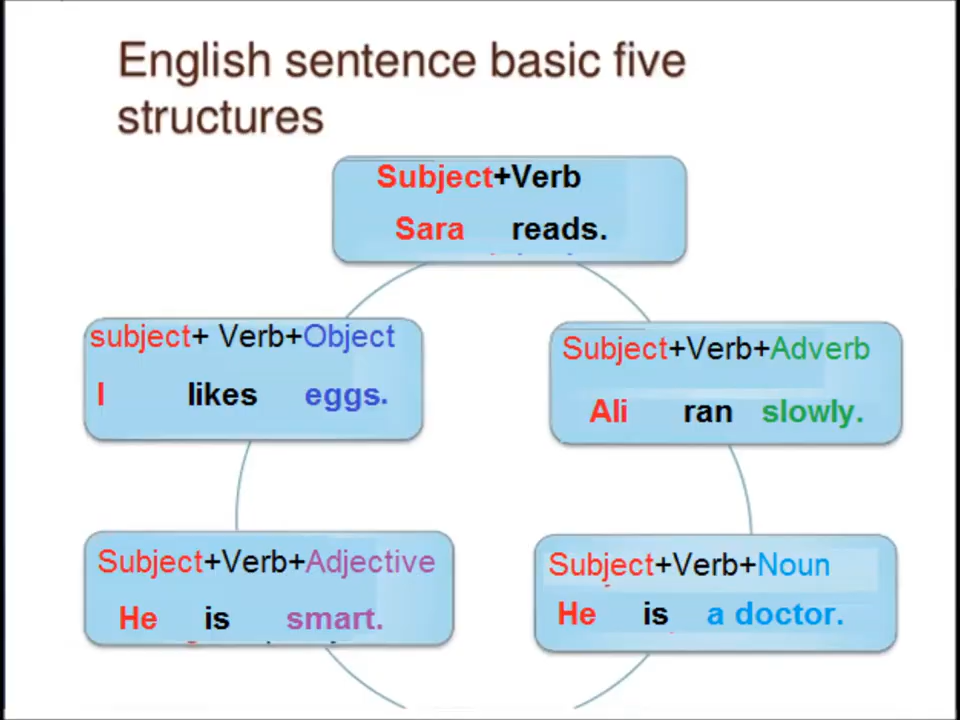 English sentence basic five
structures
Subject+Verb
Sara reads.
subject+ Verb+Object
I likes eggs.
Subject+Verb+Adverb
Ali ran slowly.
Subject+Verb+Adjective
He is smart.
Subject+Verb+Noun
He is a doctor.